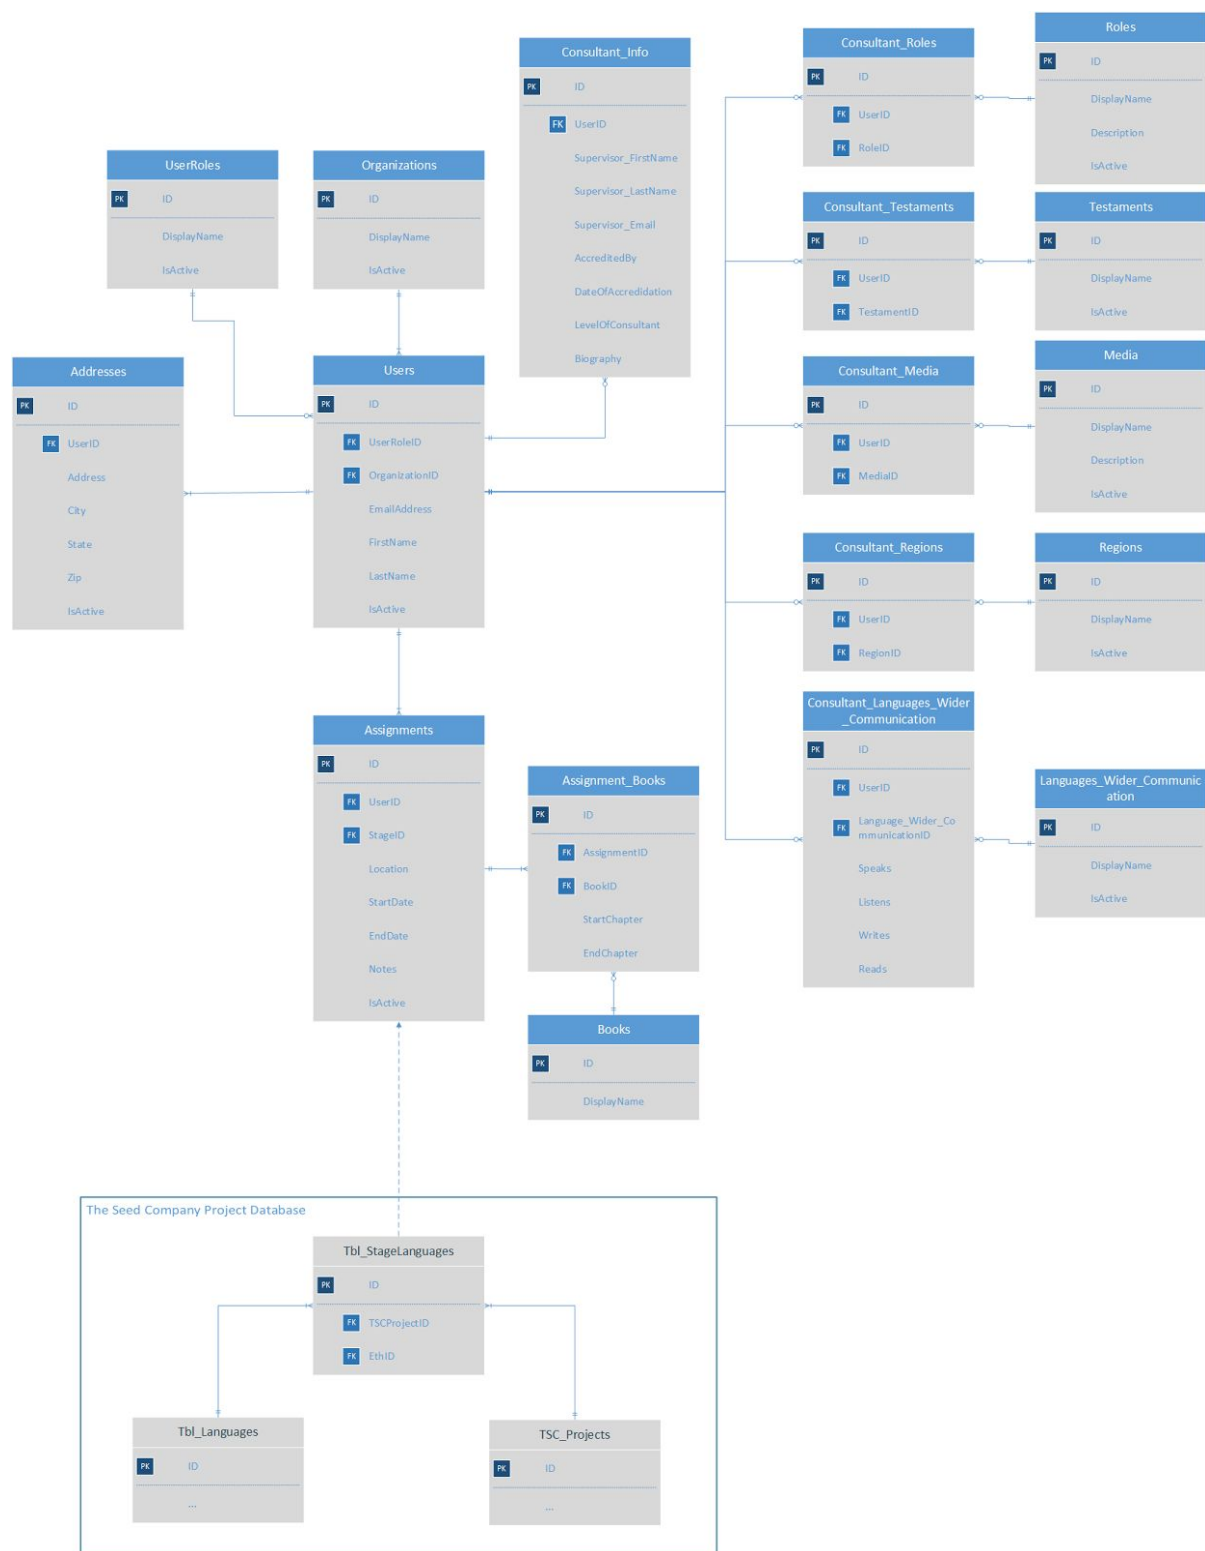 Consultant_Info
PK ID
FK UserID
Supervisor_FirstName
Supervisor_LastName
Supervisor_Email
AccreditedBy
DateOfAccredidation
LevelOfConsultant
Biography
Consultant_Roles
PK ID
FK UserID
FK RoleID
Roles
PK ID
DisplayName
Description
IsActive
UserRoles
PK ID
DisplayName
IsActive
Organizations
PK ID
DisplayName
IsActive
Consultant_Testaments
PK ID
FK UserID
FK TestamentID
Testaments
PK ID
DisplayName
IsActive
Addresses
PK ID
FK UserID
Address
City
State
Zip
IsActive
Users
PK ID
FK UserRoleID
FK OrganizationID
EmailAddress
FirstName
LastName
IsActive
Consultant_Media
PK ID
FK UserID
FK MediaID
Media
PK ID
DisplayName
Description
IsActive
Consultant_Regions
PK ID
FK UserID
FK RegionID
Regions
PK ID
DisplayName
IsActive
Consultant_Languages_Wider
_Communication
PK ID
FK UserID
FK Language_Wider_Co
mmunicationID
Speaks
Listens
Writes
Reads
Languages_Wider_Communic
ation
PK ID
DisplayName
IsActive
Assignments
PK ID
FK UserID
FK StageID
Location
StartDate
EndDate
Notes
IsActive
Assignment_Books
PK ID
FK AssignmentID
FK BookID
StartChapter
EndChapter
Books
PK ID
DisplayName
The Seed Company Project Database
Tbl_StageLanguages
PK ID
FK TSCProjectID
FK EthID
Tbl_Languages
PK ID
...
TSC_Projects
PK ID
...